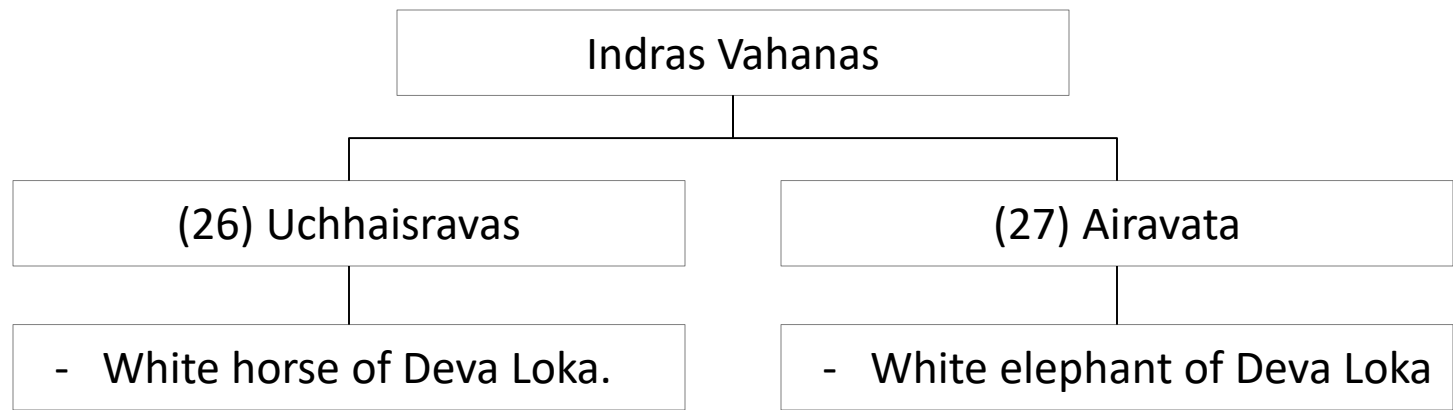 Indras Vahanas
(26) Uchhaisravas
(27) Airavata
- White horse of Deva Loka.
- White elephant of Deva Loka